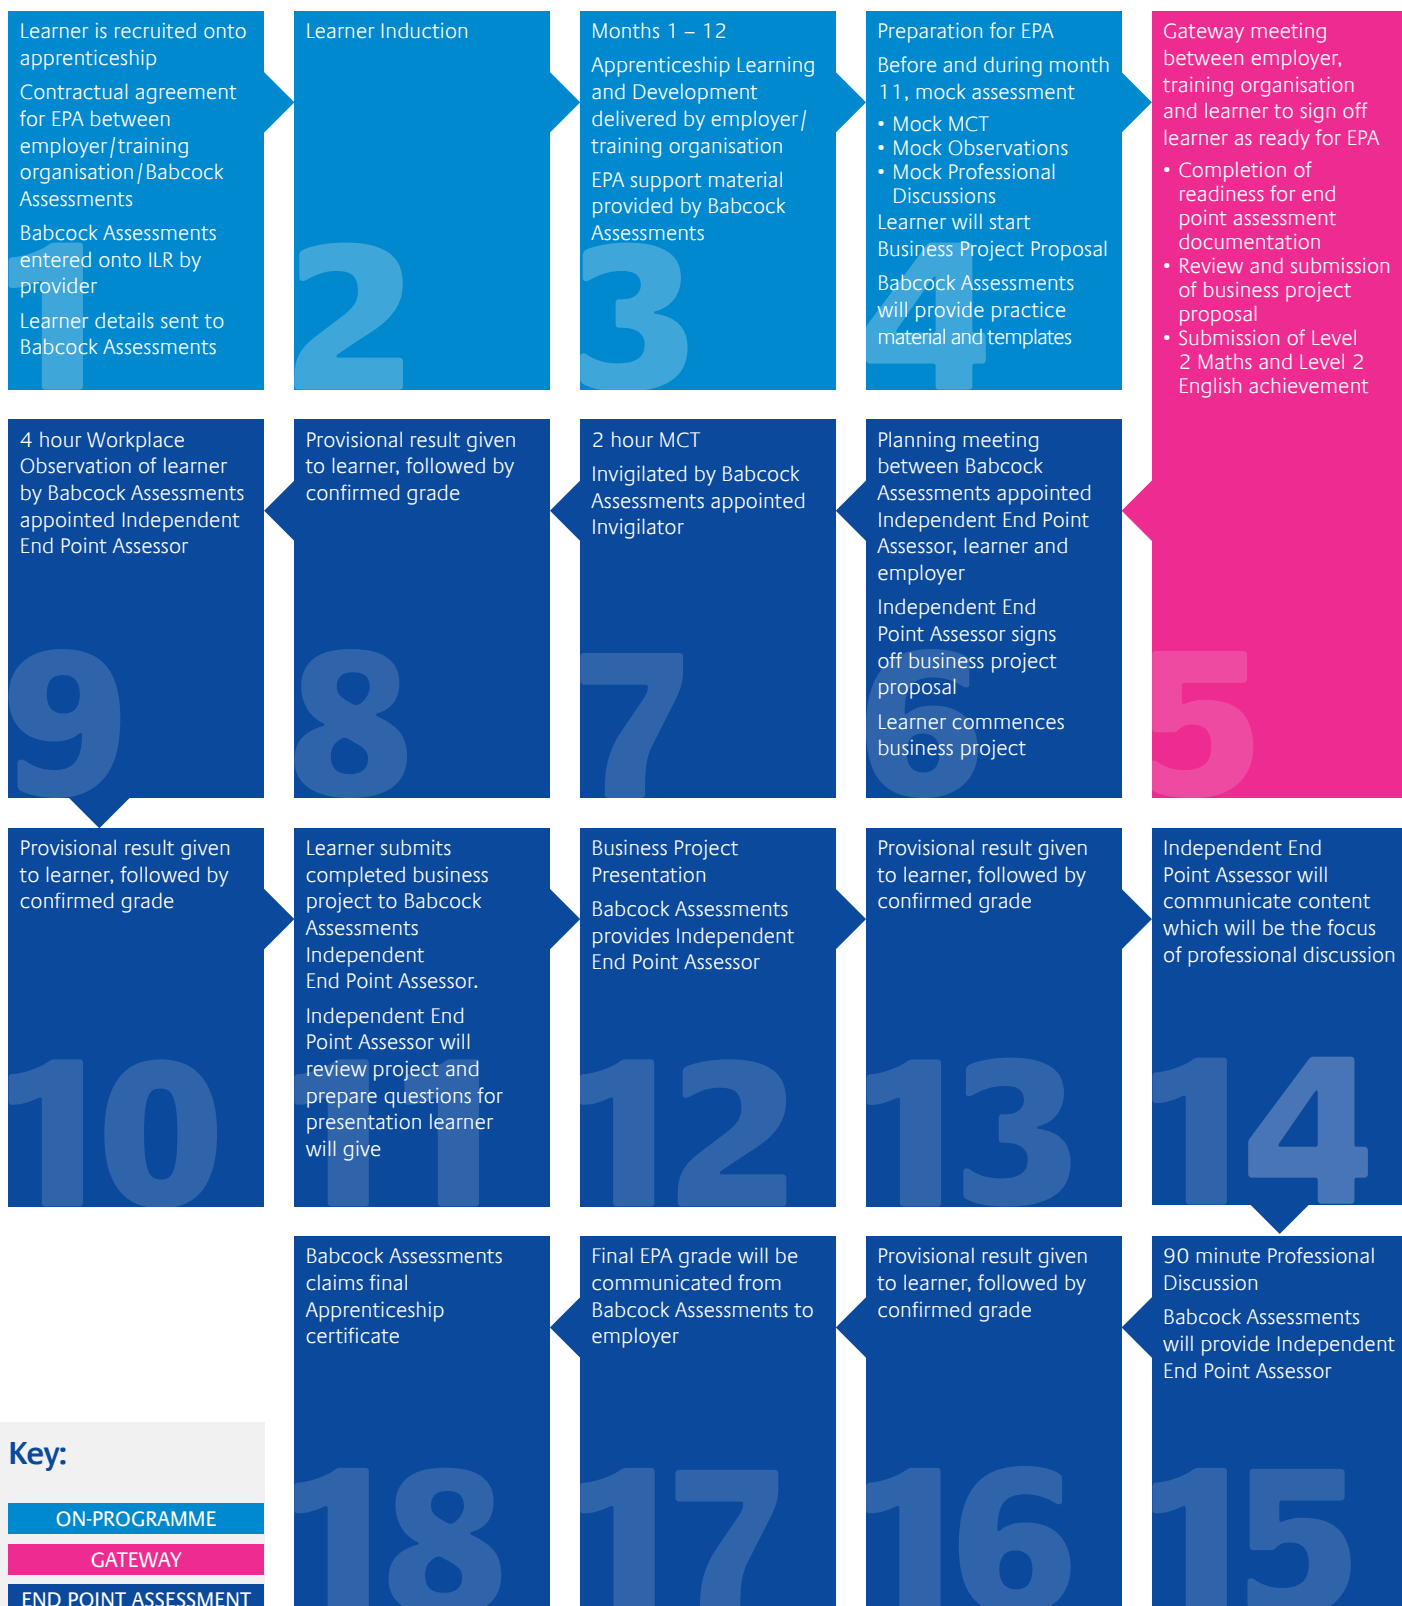 Learner is recruited onto
apprenticeship
Contractual agreement
for EPA between
employer/training
organisation/Babcock
Assessments
Babcock Assessments
entered onto ILR by
provider
Learner details sent to
Babcock Assessments
1
Learner Induction
2
Months 1 – 12
Apprenticeship Learning
and Development
delivered by employer/
training organisation
EPA support material
provided by Babcock
Assessments
3
Preparation for EPA
Before and during month
11, mock assessment
• Mock MCT
• Mock Observations
• Mock Professional
Discussions
Learner will start
Business Project Proposal
Babcock Assessments
will provide practice
material and templates
4
Gateway meeting
between employer,
training organisation
and learner to sign off
learner as ready for EPA
• Completion of
readiness for end
point assessment
documentation
• Review and submission
of business project
proposal
• Submission of Level
2 Maths and Level 2
English achievement
5
Planning meeting
between Babcock
Assessments appointed
Independent End Point
Assessor, learner and
employer
Independent End
Point Assessor signs
off business project
proposal
Learner commences
business project
6
2 hour MCT
Invigilated by Babcock
Assessments appointed
Invigilator
7
Provisional result given
to learner, followed by
confirmed grade
8
4 hour Workplace
Observation of learner
by Babcock Assessments
appointed Independent
End Point Assessor
9
Provisional result given
to learner, followed by
confirmed grade
10
Learner submits
completed business
project to Babcock
Assessments
Independent
End Point Assessor.
Independent End
Point Assessor will
review project and
prepare questions for
presentation learner
will give
11
Business Project
Presentation
Babcock Assessments
provides Independent
End Point Assessor
12
Provisional result given
to learner, followed by
confirmed grade
13
Independent End
Point Assessor will
communicate content
which will be the focus
of professional discussion
14
90 minute Professional
Discussion
Babcock Assessments
will provide Independent
End Point Assessor
15
Provisional result given
to learner, followed by
confirmed grade
16
Final EPA grade will be
communicated from
Babcock Assessments to
employer
17
Babcock Assessments
claims final
Apprenticeship
certificate
18
Key:
ON-PROGRAMME
GATEWAY
END POINT ASSESSMENT